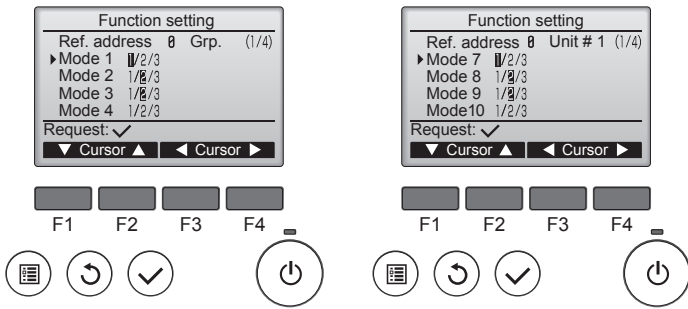 Function setting
Ref. address 0 Grp. (1/4)
Mode 1 1/2/3
Mode 2 1/2/3
Mode 3 1/2/3
Mode 4 1/2/3
Request:
Cursor Cursor
F1 F2 F3 F4
Function setting
Ref. address 0 Unit # 1 (1/4)
Mode 7 1/2/3
Mode 8 1/2/3
Mode 9 1/2/3
Mode10 1/2/3
Request:
Cursor Cursor
F1 F2 F3 F4